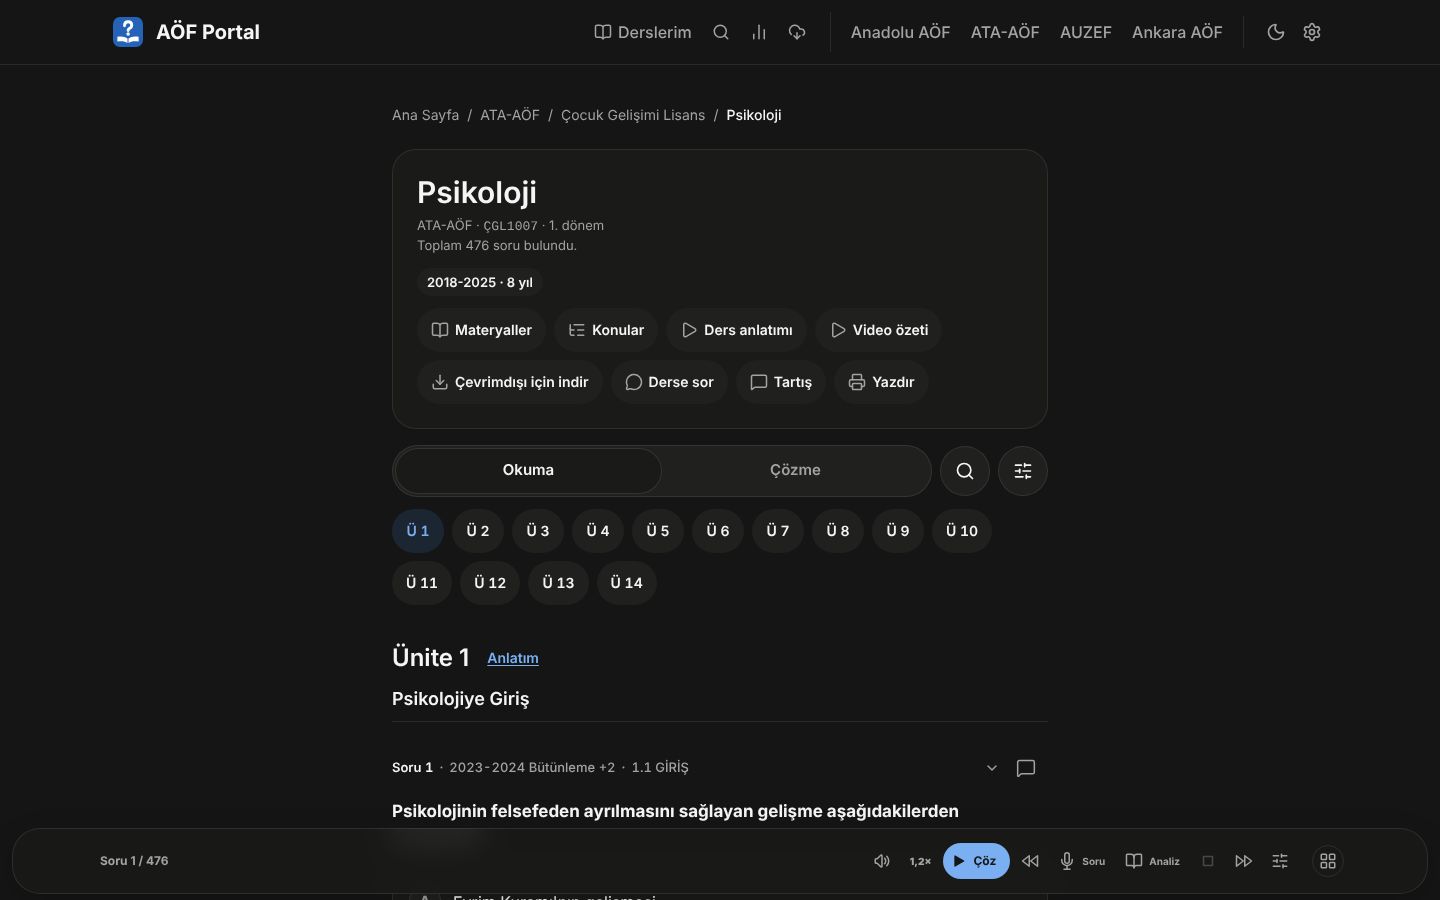 AÖF Portal
Derslerim
Anadolu AÖF
ATA-AÖF
AUZEF
Ankara AÖF
Ana Sayfa / ATA-AÖF / Çocuk Gelişimi Lisans / Psikoloji
Psikoloji
ATA-AÖF · ÇGL1007 · 1. dönem
Toplam 476 soru bulundu.
2018-2025 · 8 yıl
Materyaller
Konular
Ders anlatımı
Video özeti
Çevrimdışı için indir
Derse sor
Tartış
Yazdır
Okuma
Çözme
Ü 1
Ü 2
Ü 3
Ü 4
Ü 5
Ü 6
Ü 7
Ü 8
Ü 9
Ü 10
Ü 11
Ü 12
Ü 13
Ü 14
Ünite 1 Anlatım
Psikolojiye Giriş
Soru 1 · 2023-2024 Bütünleme +2 · 1.1 GİRİŞ
Psikolojinin felsefeden ayrılmasını sağlayan gelişme aşağıdakilerden
Soru 1 / 476
1,2×
Çöz
Soru
Analiz